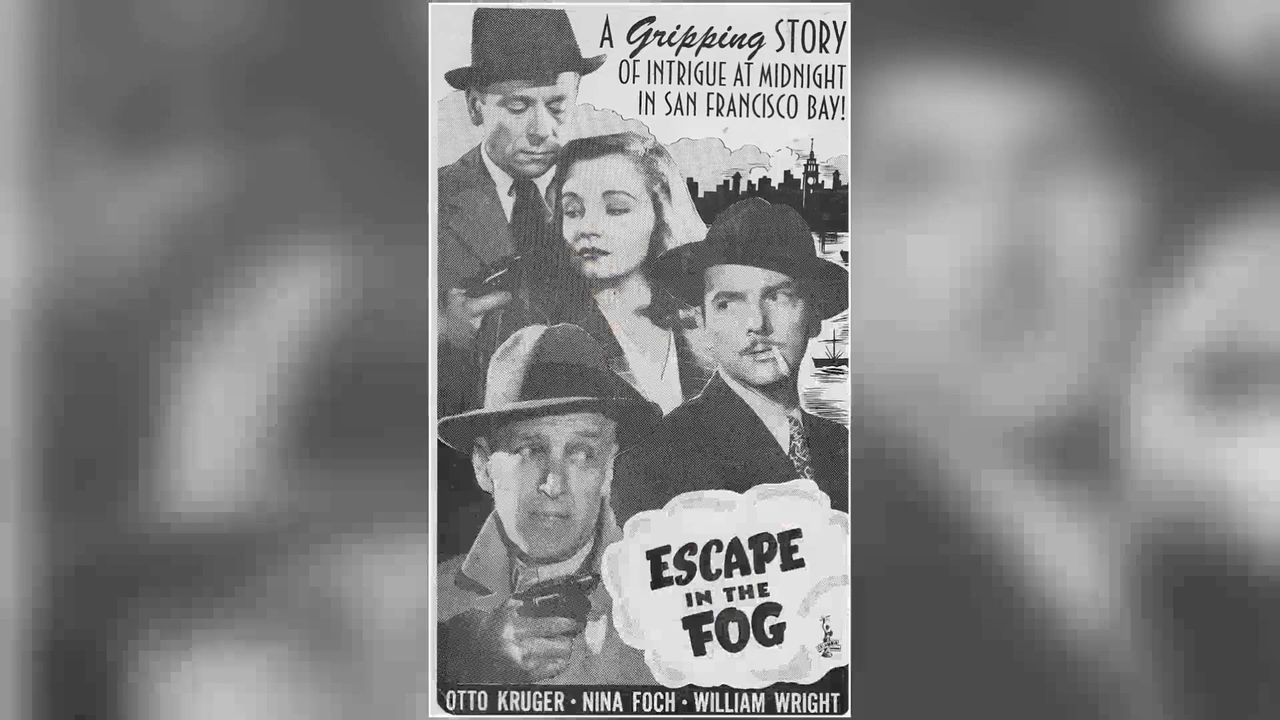 A Gripping STORY
OF INTRIGUE AT MIDNIGHT
IN SAN FRANCISCO BAY!
ESCAPE
IN THE
FOG
OTTO KRUGER · NINA FOCH · WILLIAM WRIGHT